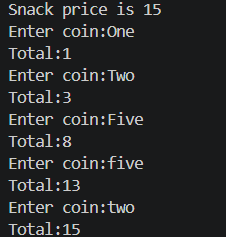 Snack price is 15
Enter coin:One
Total:1
Enter coin:Two
Total:3
Enter coin:Five
Total:8
Enter coin:five
Total:13
Enter coin:two
Total:15